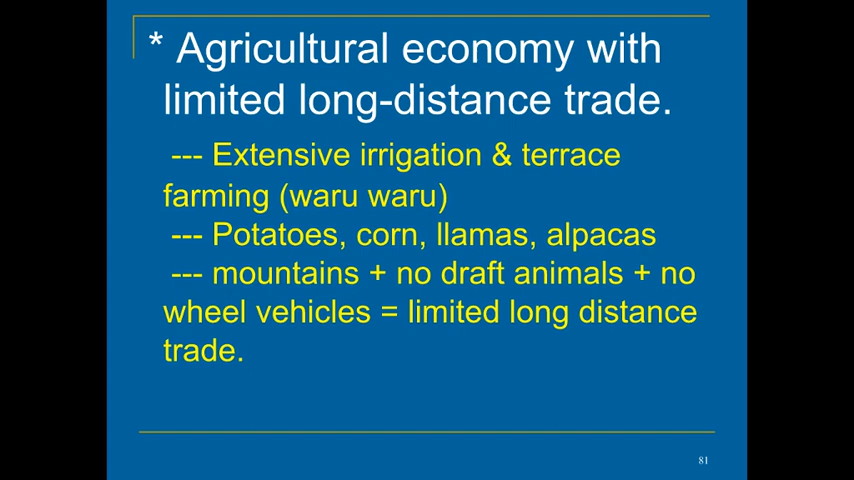 * Agricultural economy with
limited long-distance trade.
--- Extensive irrigation & terrace
farming (waru waru)
--- Potatoes, corn, llamas, alpacas
--- mountains + no draft animals + no
wheel vehicles = limited long distance
trade.
81